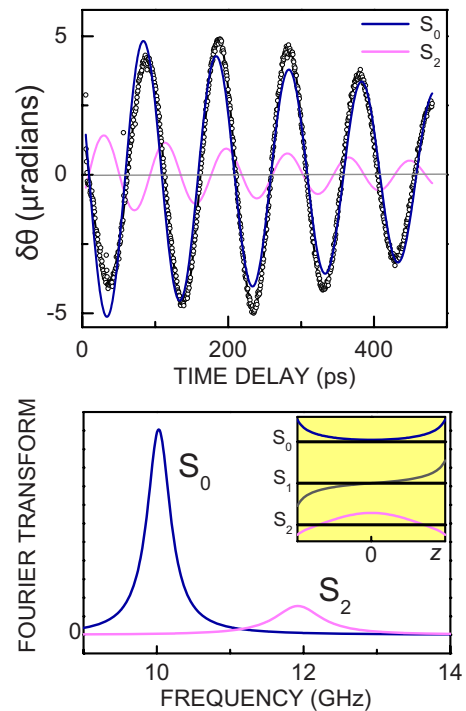 S₀
S₂
5
0
-5
δθ (μradians)
0 200 400
TIME DELAY (ps)
FOURIER TRANSFORM
0
S₀
S₂
S₀
S₁
S₂
0 z
10 12 14
FREQUENCY (GHz)